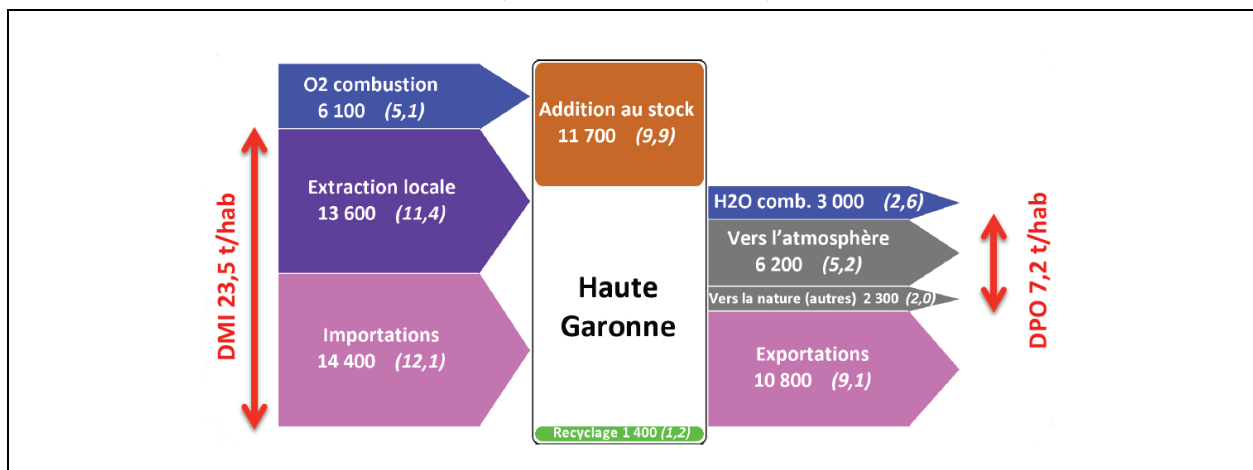 DMI 23,5 t/hab
O2 combustion
6 100 (5,1)
Extraction locale
13 600 (11,4)
Importations
14 400 (12,1)
Addition au stock
11 700 (9,9)
Haute
Garonne
Recyclage 1 400 (1,2)
H2O comb. 3 000 (2,6)
Vers l'atmosphère
6 200 (5,2)
Vers la nature (autres) 2 300 (2,0)
Exportations
10 800 (9,1)
DPO 7,2 t/hab